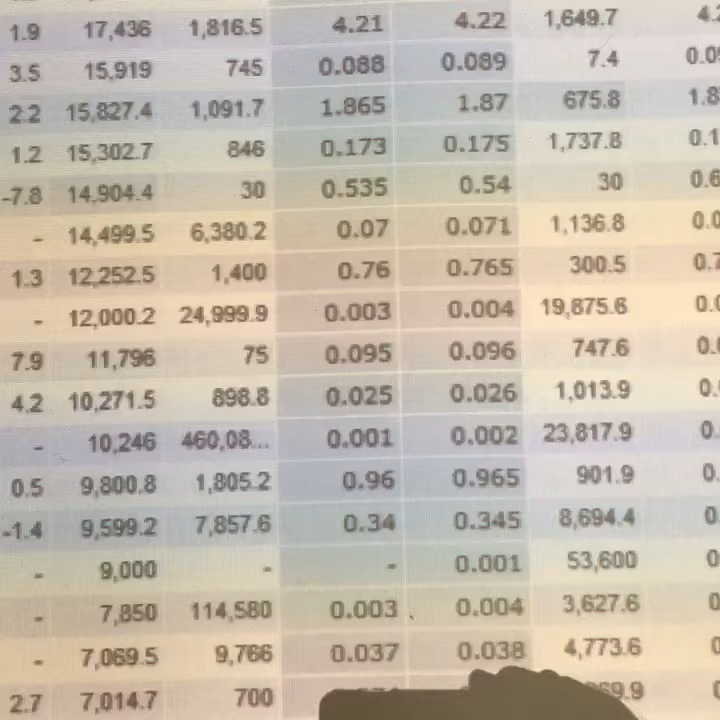 1.9 17,436 1,816.5 4.21 4.22 1,649.7
3.5 15,919 745 0.088 0.089 7.4
2.2 15,827.4 1,091.7 1.865 1.87 675.8
1.2 15,302.7 846 0.173 0.175 1,737.8
-7.8 14,904.4 30 0.535 0.54 30
- 14,499.5 6,380.2 0.07 0.071 1,136.8
1.3 12,252.5 1,400 0.76 0.765 300.5
- 12,000.2 24,999.9 0.003 0.004 19,875.6
7.9 11,796 75 0.095 0.096 747.6
4.2 10,271.5 898.8 0.025 0.026 1,013.9
- 10,246 460,08... 0.001 0.002 23,817.9
0.5 9,800.8 1,805.2 0.96 0.965 901.9
-1.4 9,599.2 7,857.6 0.34 0.345 8,694.4
- 9,000 - - 0.001 53,600
- 7,850 114,580 0.003 0.004 3,627.6
- 7,069.5 9,766 0.037 0.038 4,773.6
2.7 7,014.7 700